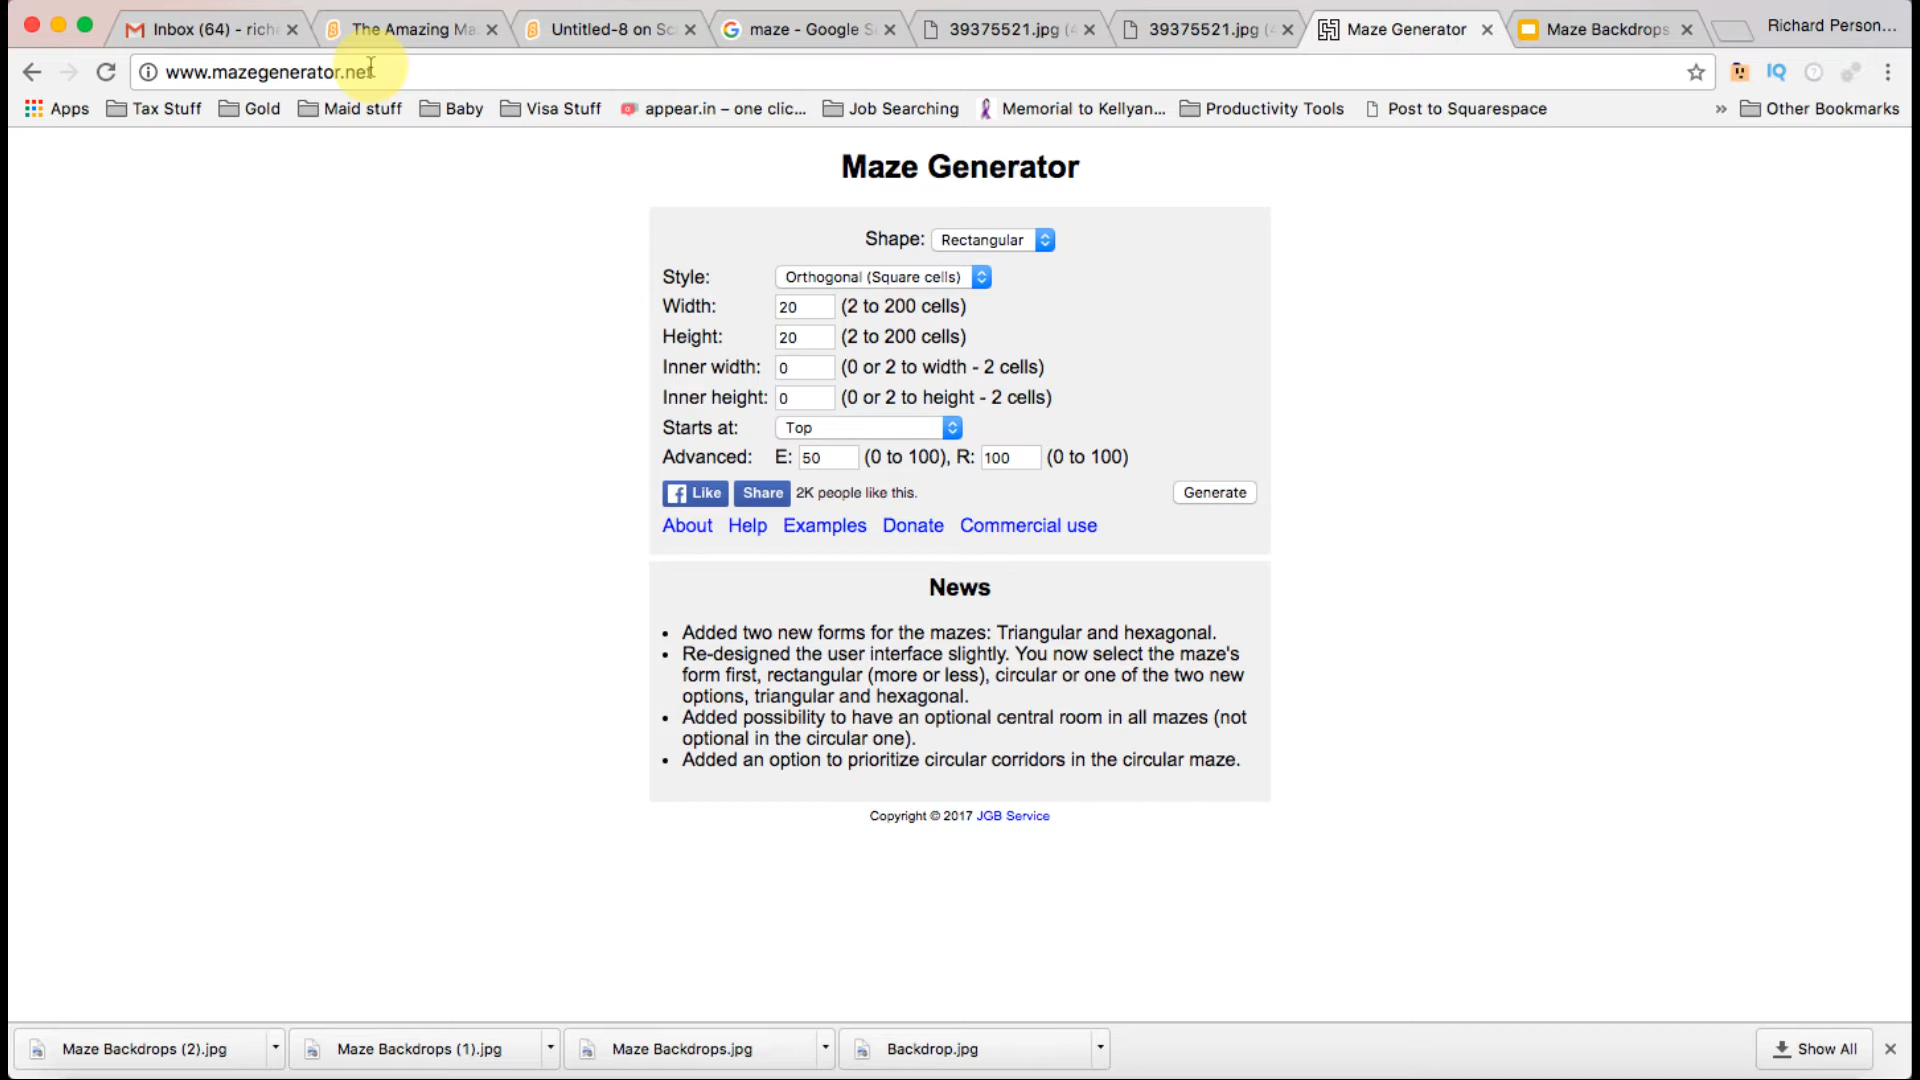 Inbox (64) - riche
The Amazing Ma
Untitled-8 on Scr
maze - Google Se
39375521.jpg (4
39375521.jpg (4
Maze Generator
Maze Backdrops
Richard Person...
www.mazegenerator.net
Apps
Tax Stuff
Gold
Maid stuff
Baby
Visa Stuff
appear.in – one clic...
Job Searching
Memorial to Kellyan...
Productivity Tools
Post to Squarespace
»
Other Bookmarks
Maze Generator
Shape: Rectangular
Style: Orthogonal (Square cells)
Width: 20 (2 to 200 cells)
Height: 20 (2 to 200 cells)
Inner width: 0 (0 or 2 to width - 2 cells)
Inner height: 0 (0 or 2 to height - 2 cells)
Starts at: Top
Advanced: E: 50 (0 to 100), R: 100 (0 to 100)
Like Share 2K people like this. Generate
About Help Examples Donate Commercial use
News
• Added two new forms for the mazes: Triangular and hexagonal.
• Re-designed the user interface slightly. You now select the maze's
form first, rectangular (more or less), circular or one of the two new
options, triangular and hexagonal.
• Added possibility to have an optional central room in all mazes (not
optional in the circular one).
• Added an option to prioritize circular corridors in the circular maze.
Copyright © 2017 JGB Service
Maze Backdrops (2).jpg
Maze Backdrops (1).jpg
Maze Backdrops.jpg
Backdrop.jpg
Show All